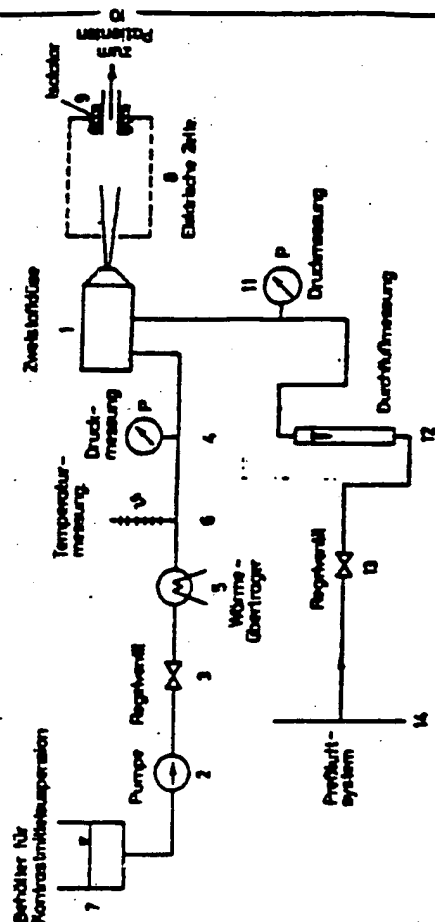 Behälter für
Kontrastmittelsuspension
7
Pumpe
2
Regelventil
3
Wärme-
übertrager
5
Temperatur-
messung
ϑ
6
Druck-
messung
P
4
Zweistoffdüse
1
Elektrische Zelle
8
Isolator
9
zum
Patienten
10
11
P
Druckmessung
Durchflußmessung
12
Regelventil
13
Preßluft-
system
14